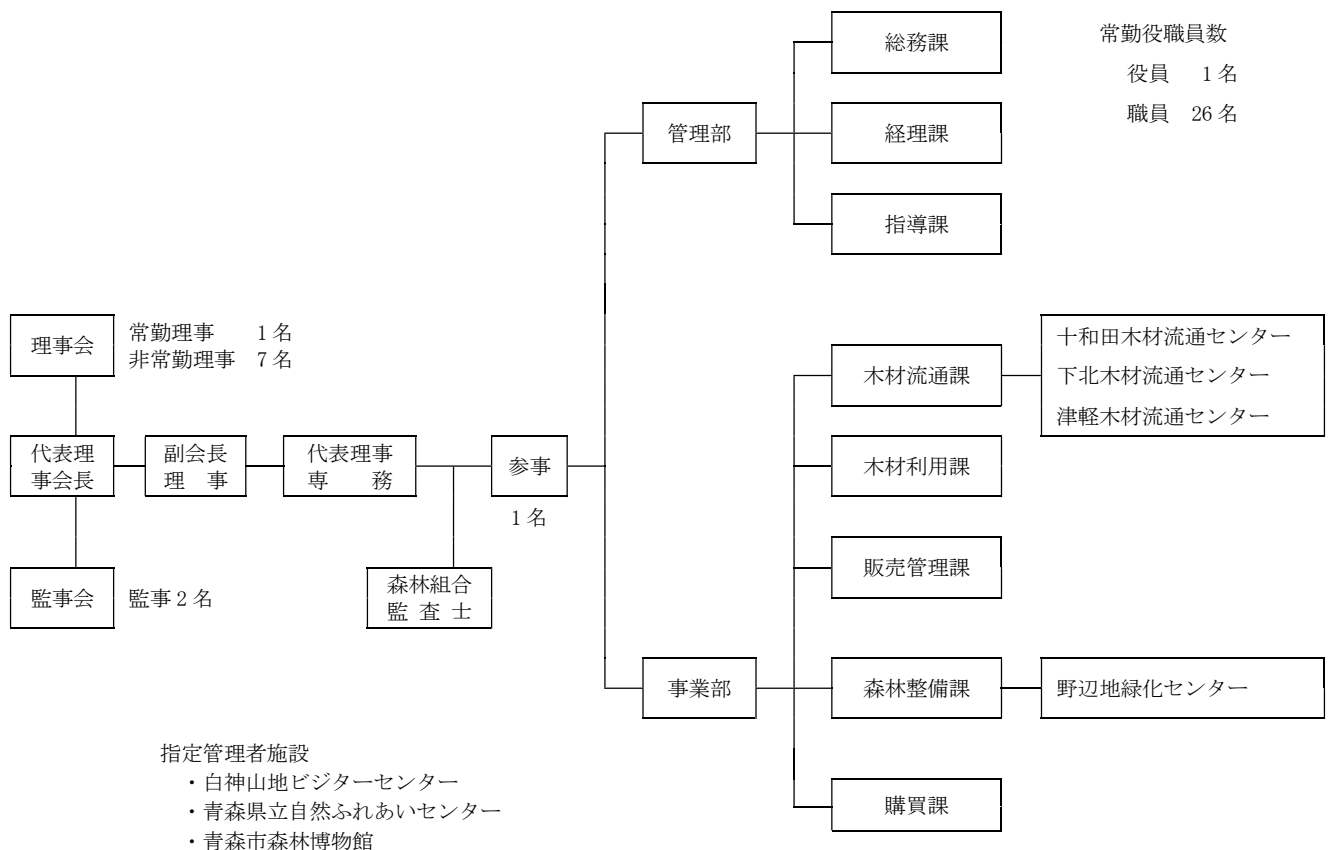 総務課
常勤役職員数
役員 1名
職員 26名
管理部
経理課
指導課
理事会
常勤理事 1名
非常勤理事 7名
木材流通課
十和田木材流通センター
下北木材流通センター
津軽木材流通センター
代表理
事会長
副会長
理 事
代表理事
専 務
参事
1名
木材利用課
販売管理課
監事会
監事2名
森林組合
監 査 士
事業部
森林整備課
野辺地緑化センター
購買課
指定管理者施設
・白神山地ビジターセンター
・青森県立自然ふれあいセンター
・青森市森林博物館